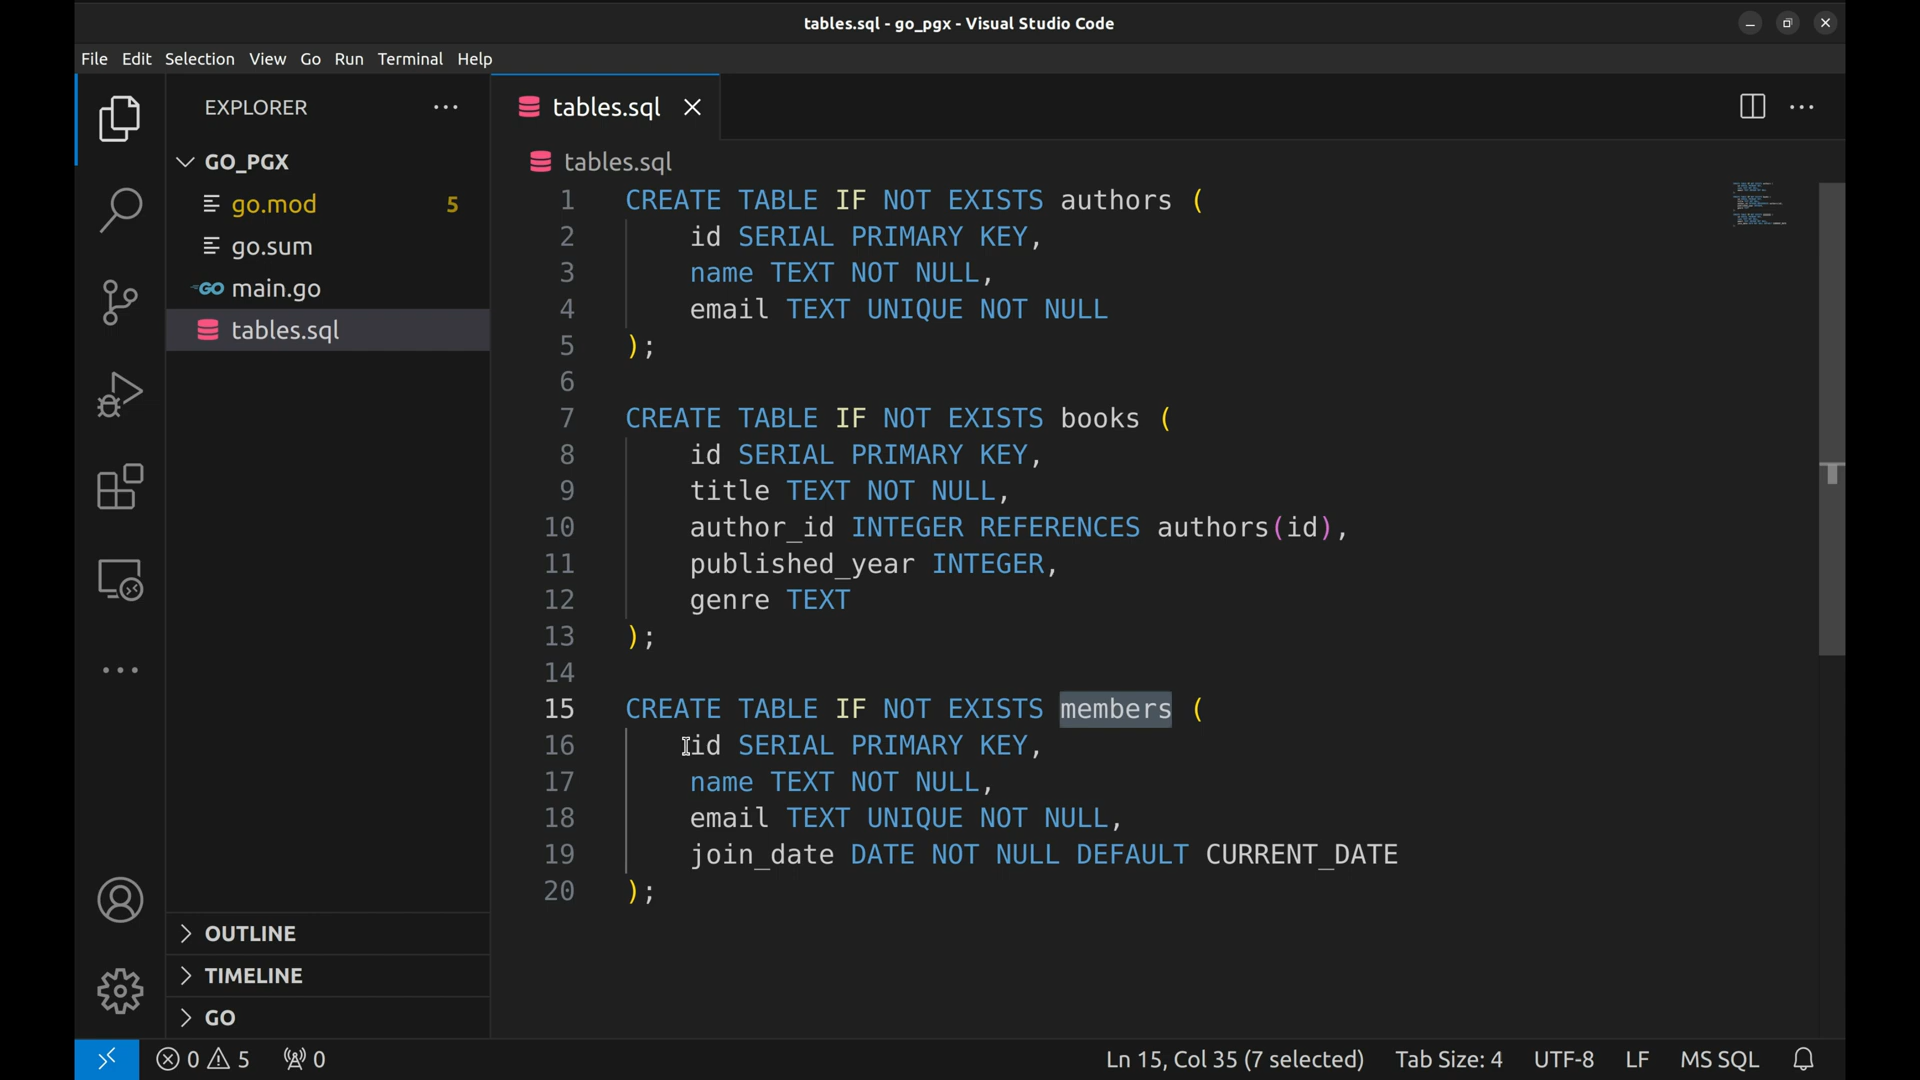 tables.sql - go_pgx - Visual Studio Code
File Edit Selection View Go Run Terminal Help
EXPLORER
GO_PGX
go.mod 5
go.sum
GO main.go
tables.sql
OUTLINE
TIMELINE
GO
tables.sql
tables.sql
1 CREATE TABLE IF NOT EXISTS authors (
2 id SERIAL PRIMARY KEY,
3 name TEXT NOT NULL,
4 email TEXT UNIQUE NOT NULL
5 );
6
7 CREATE TABLE IF NOT EXISTS books (
8 id SERIAL PRIMARY KEY,
9 title TEXT NOT NULL,
10 author_id INTEGER REFERENCES authors(id),
11 published_year INTEGER,
12 genre TEXT
13 );
14
15 CREATE TABLE IF NOT EXISTS members (
16 id SERIAL PRIMARY KEY,
17 name TEXT NOT NULL,
18 email TEXT UNIQUE NOT NULL,
19 join_date DATE NOT NULL DEFAULT CURRENT_DATE
20 );
0 5 0 Ln 15, Col 35 (7 selected) Tab Size: 4 UTF-8 LF MS SQL